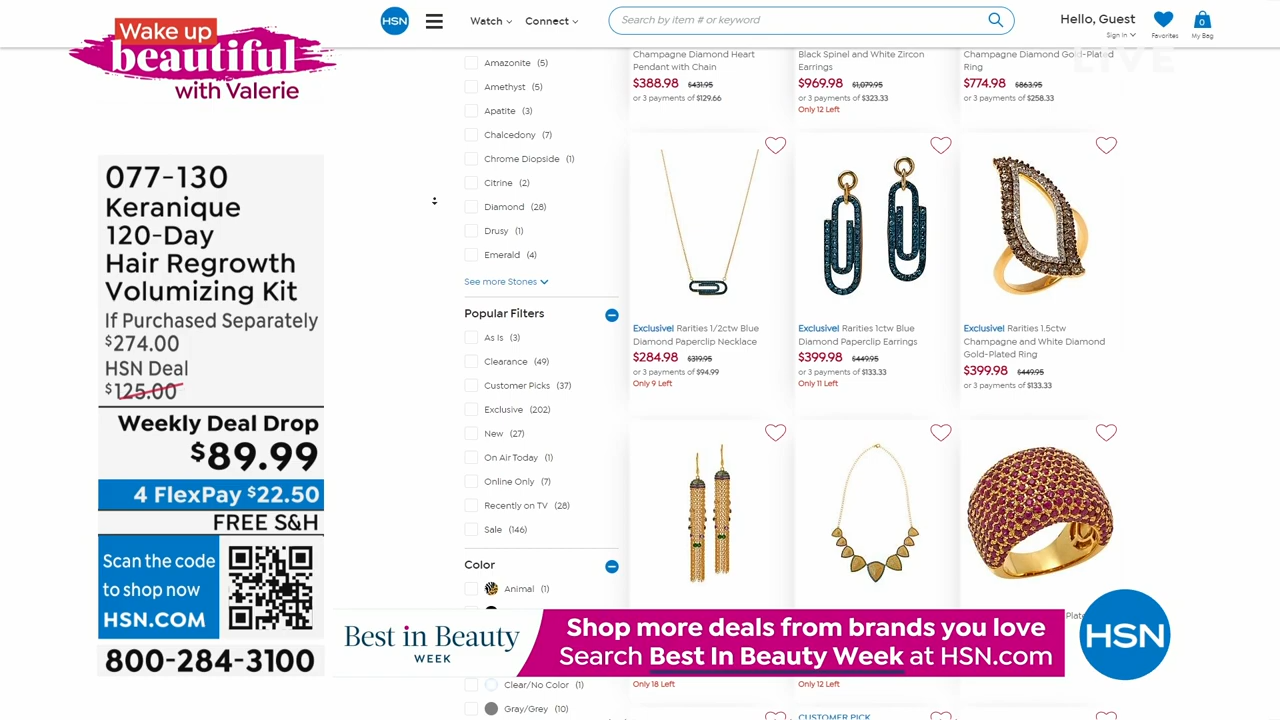 Wake up
beautiful
with Valerie
077-130
Keranique
120-Day
Hair Regrowth
Volumizing Kit
If Purchased Separately
$274.00
HSN Deal
$125.00
Weekly Deal Drop
$89.99
4 FlexPay $22.50
FREE S&H
Scan the code
to shop now
HSN.COM
800-284-3100
HSN
Watch
Connect
Search by item # or keyword
Hello, Guest
Sign In
Favorites
0
My Bag
LIVE
Amazonite (5)
Amethyst (5)
Apatite (3)
Chalcedony (7)
Chrome Diopside (1)
Citrine (2)
Diamond (28)
Drusy (1)
Emerald (4)
See more Stones
Popular Filters
As Is (3)
Clearance (49)
Customer Picks (37)
Exclusive (202)
New (27)
On Air Today (1)
Online Only (7)
Recently on TV (28)
Sale (146)
Color
Animal (1)
Clear/No Color (1)
Gray/Grey (10)
Champagne Diamond Heart
Pendant with Chain
$388.98 $431.95
or 3 payments of $129.66
Black Spinel and White Zircon
Earrings
$969.98 $1,079.95
or 3 payments of $323.33
Only 12 Left
Champagne Diamond Gold-Plated
Ring
$774.98 $863.95
or 3 payments of $258.33
Exclusive! Rarities 1/2ctw Blue
Diamond Paperclip Necklace
$284.98 $319.95
or 3 payments of $94.99
Only 9 Left
Exclusive! Rarities 1ctw Blue
Diamond Paperclip Earrings
$399.98 $449.95
or 3 payments of $133.33
Only 11 Left
Exclusive! Rarities 1.5ctw
Champagne and White Diamond
Gold-Plated Ring
$399.98 $449.95
or 3 payments of $133.33
Best in Beauty
WEEK
Shop more deals from brands you love
Search Best In Beauty Week at HSN.com
HSN
Only 18 Left
Only 12 Left
CUSTOMER PICK